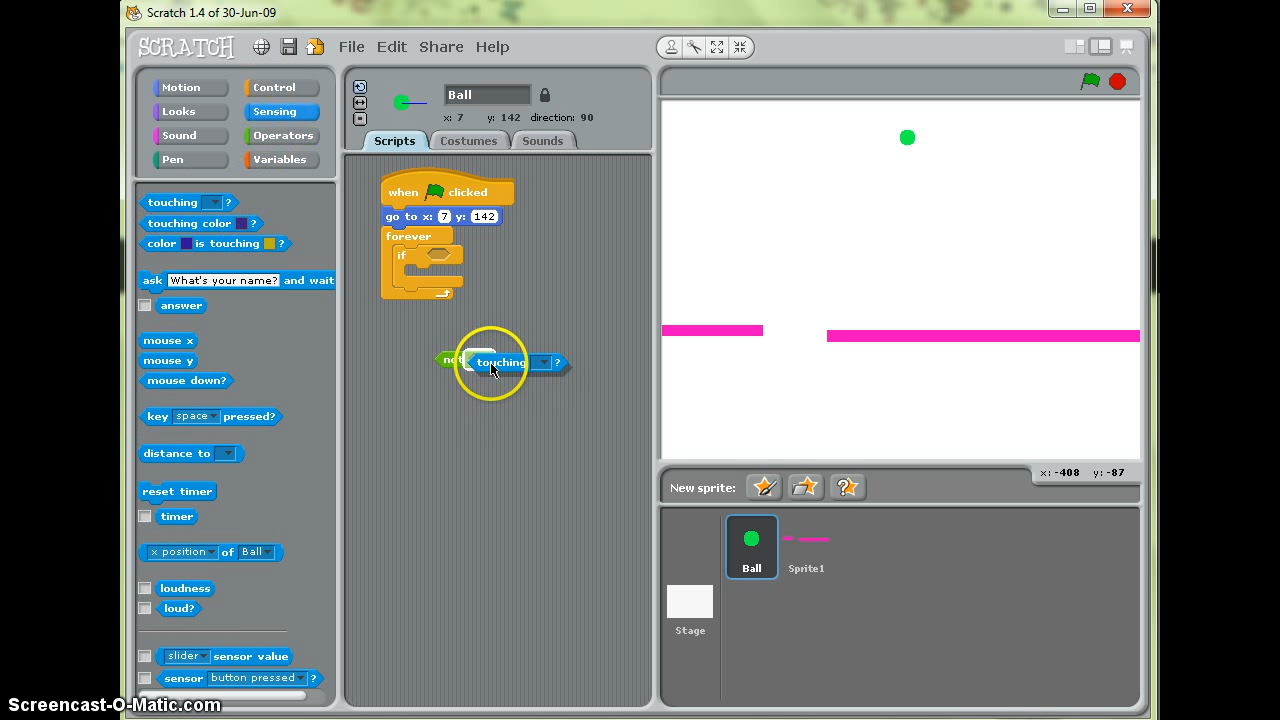 Scratch 1.4 of 30-Jun-09
SCRATCH File Edit Share Help
Motion Control
Looks Sensing
Sound Operators
Pen Variables
Ball
x: 7 y: 142 direction: 90
Scripts Costumes Sounds
touching ?
touching color ?
color is touching ?
ask What's your name? and wait
answer
mouse x
mouse y
mouse down?
key space pressed?
distance to
reset timer
timer
x position of Ball
loudness
loud?
slider sensor value
sensor button pressed ?
when clicked
go to x: 7 y: 142
forever
if
not touching ?
x: -408 y: -87
New sprite:
Ball
Sprite1
Stage
Screencast-O-Matic.com